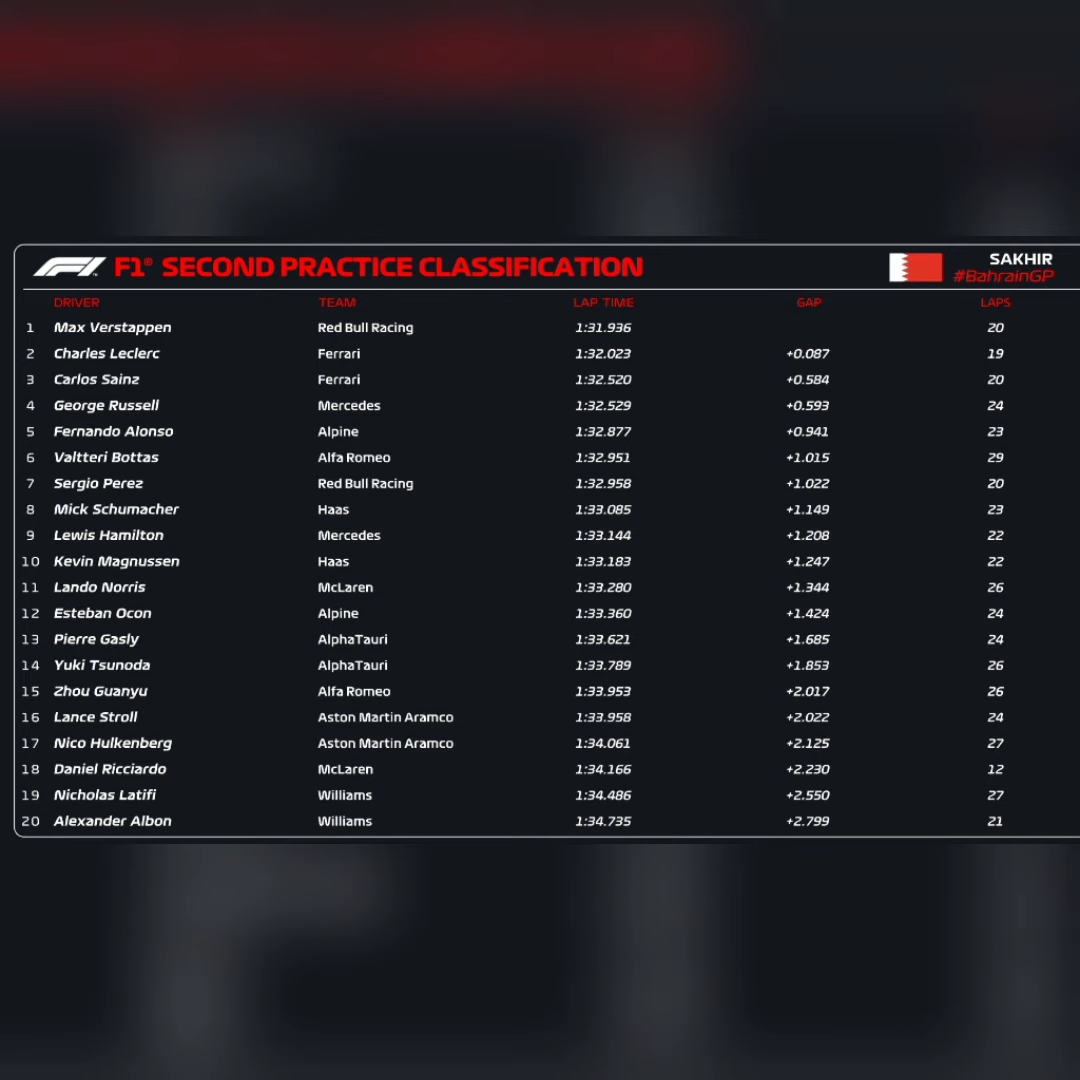 F1® SECOND PRACTICE CLASSIFICATION
SAKHIR
#BahrainGP
DRIVER TEAM LAP TIME GAP LAPS
1 Max Verstappen Red Bull Racing 1:31.936 20
2 Charles Leclerc Ferrari 1:32.023 +0.087 19
3 Carlos Sainz Ferrari 1:32.520 +0.584 20
4 George Russell Mercedes 1:32.529 +0.593 24
5 Fernando Alonso Alpine 1:32.877 +0.941 23
6 Valtteri Bottas Alfa Romeo 1:32.951 +1.015 29
7 Sergio Perez Red Bull Racing 1:32.958 +1.022 20
8 Mick Schumacher Haas 1:33.085 +1.149 23
9 Lewis Hamilton Mercedes 1:33.144 +1.208 22
10 Kevin Magnussen Haas 1:33.183 +1.247 22
11 Lando Norris McLaren 1:33.280 +1.344 26
12 Esteban Ocon Alpine 1:33.360 +1.424 24
13 Pierre Gasly AlphaTauri 1:33.621 +1.685 24
14 Yuki Tsunoda AlphaTauri 1:33.789 +1.853 26
15 Zhou Guanyu Alfa Romeo 1:33.953 +2.017 26
16 Lance Stroll Aston Martin Aramco 1:33.958 +2.022 24
17 Nico Hulkenberg Aston Martin Aramco 1:34.061 +2.125 27
18 Daniel Ricciardo McLaren 1:34.166 +2.230 12
19 Nicholas Latifi Williams 1:34.486 +2.550 27
20 Alexander Albon Williams 1:34.735 +2.799 21